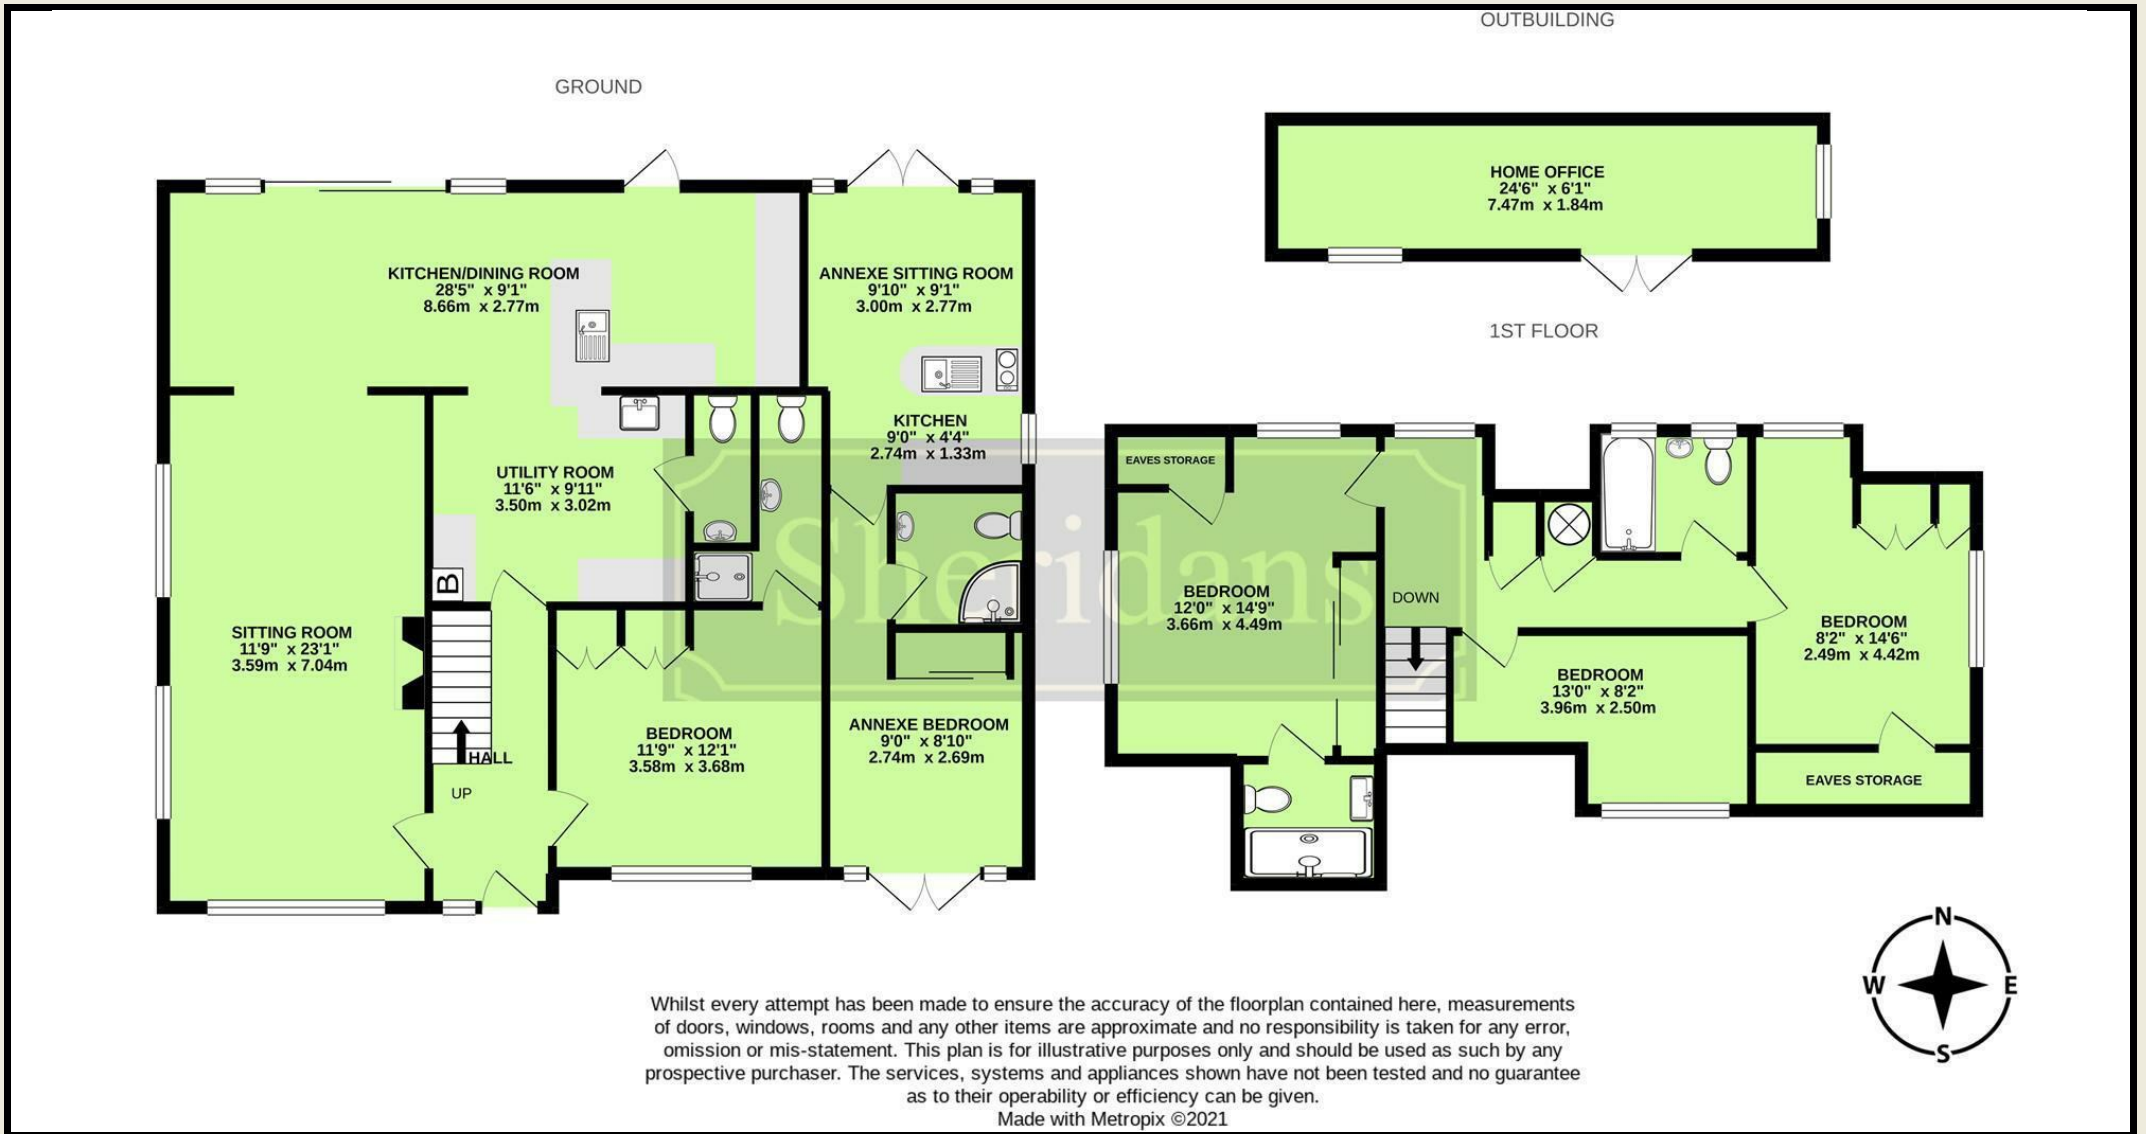 OUTBUILDING
GROUND
HOME OFFICE
24'6" x 6'1"
7.47m x 1.84m
KITCHEN/DINING ROOM
28'5" x 9'1"
8.66m x 2.77m
ANNEXE SITTING ROOM
9'10" x 9'1"
3.00m x 2.77m
1ST FLOOR
KITCHEN
9'0" x 4'4"
2.74m x 1.33m
UTILITY ROOM
11'6" x 9'11"
3.50m x 3.02m
B
SITTING ROOM
11'9" x 23'1"
3.59m x 7.04m
HALL
UP
BEDROOM
11'9" x 12'1"
3.58m x 3.68m
ANNEXE BEDROOM
9'0" x 8'10"
2.74m x 2.69m
Sheridans
EAVES STORAGE
BEDROOM
12'0" x 14'9"
3.66m x 4.49m
DOWN
BEDROOM
13'0" x 8'2"
3.96m x 2.50m
BEDROOM
8'2" x 14'6"
2.49m x 4.42m
EAVES STORAGE
N
W E
S
Whilst every attempt has been made to ensure the accuracy of the floorplan contained here, measurements
of doors, windows, rooms and any other items are approximate and no responsibility is taken for any error,
omission or mis-statement. This plan is for illustrative purposes only and should be used as such by any
prospective purchaser. The services, systems and appliances shown have not been tested and no guarantee
as to their operability or efficiency can be given.
Made with Metropix ©2021